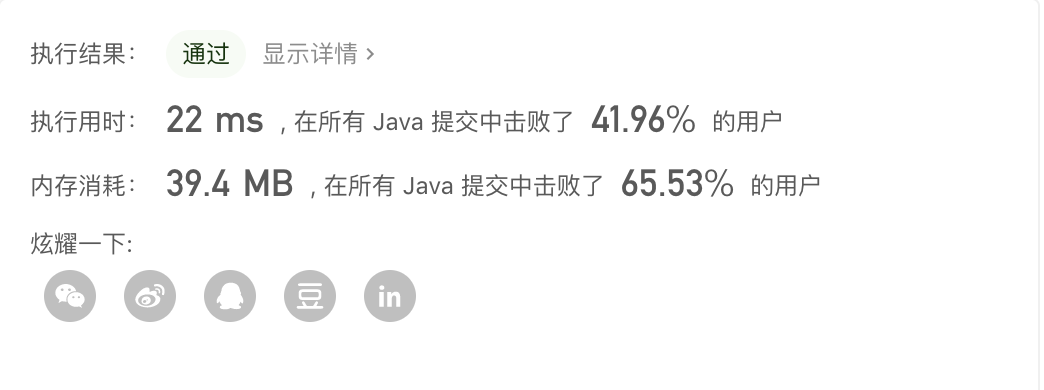 执行结果： 通过 显示详情 >
执行用时： 22 ms , 在所有 Java 提交中击败了 41.96% 的用户
内存消耗： 39.4 MB , 在所有 Java 提交中击败了 65.53% 的用户
炫耀一下:
豆 in